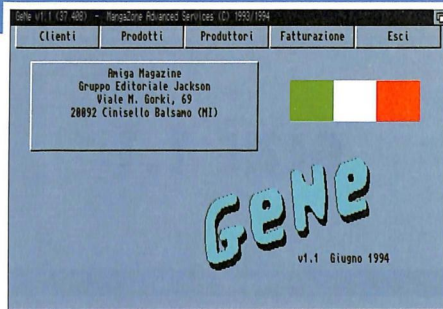 GeNe v1.1 (37.400) - MangaZone Advanced Services (C) 1993/1994
Clienti Prodotti Produttori Fatturazione Esci
Amiga Magazine
Gruppo Editoriale Jackson
Viale M. Gorki, 69
20092 Cinisello Balsamo (MI)
GeNe
v1.1 Giugno 1994